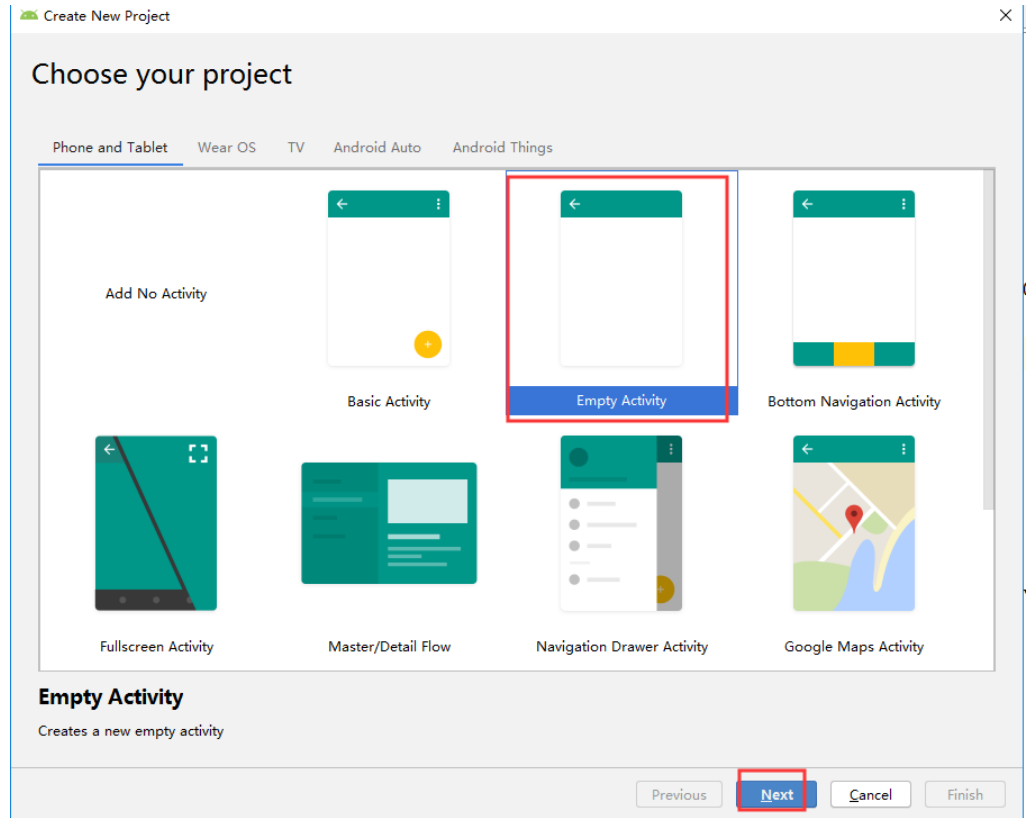 Create New Project
Choose your project
Phone and Tablet Wear OS TV Android Auto Android Things
Add No Activity
Basic Activity
Empty Activity
Bottom Navigation Activity
Fullscreen Activity
Master/Detail Flow
Navigation Drawer Activity
Google Maps Activity
Empty Activity
Creates a new empty activity
Previous Next Cancel Finish